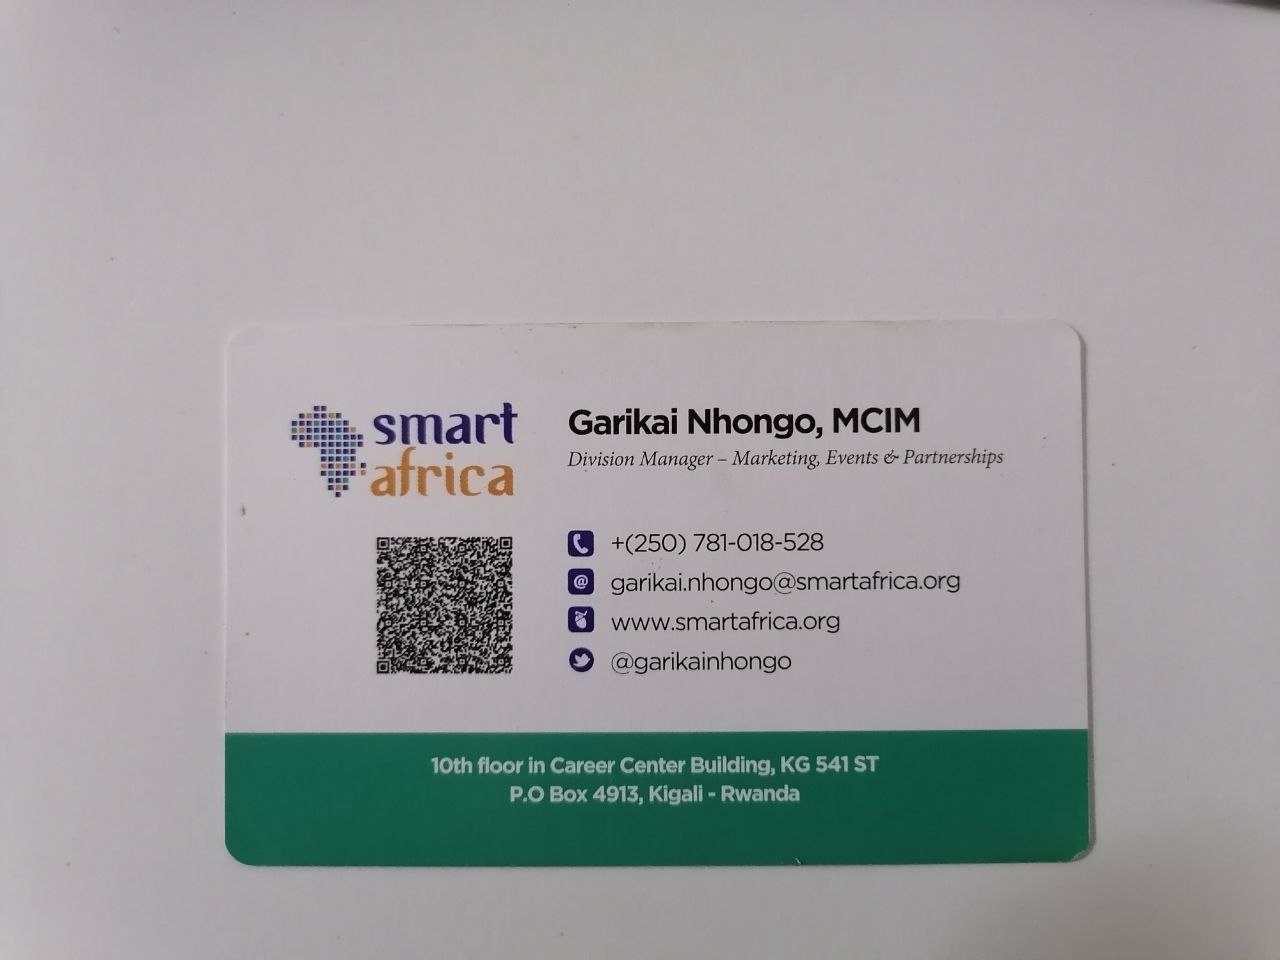 smart
africa
Garikai Nhongo, MCIM
Division Manager – Marketing, Events & Partnerships
+(250) 781-018-528
garikai.nhongo@smartafrica.org
www.smartafrica.org
@garikainhongo
10th floor in Career Center Building, KG 541 ST
P.O Box 4913, Kigali - Rwanda